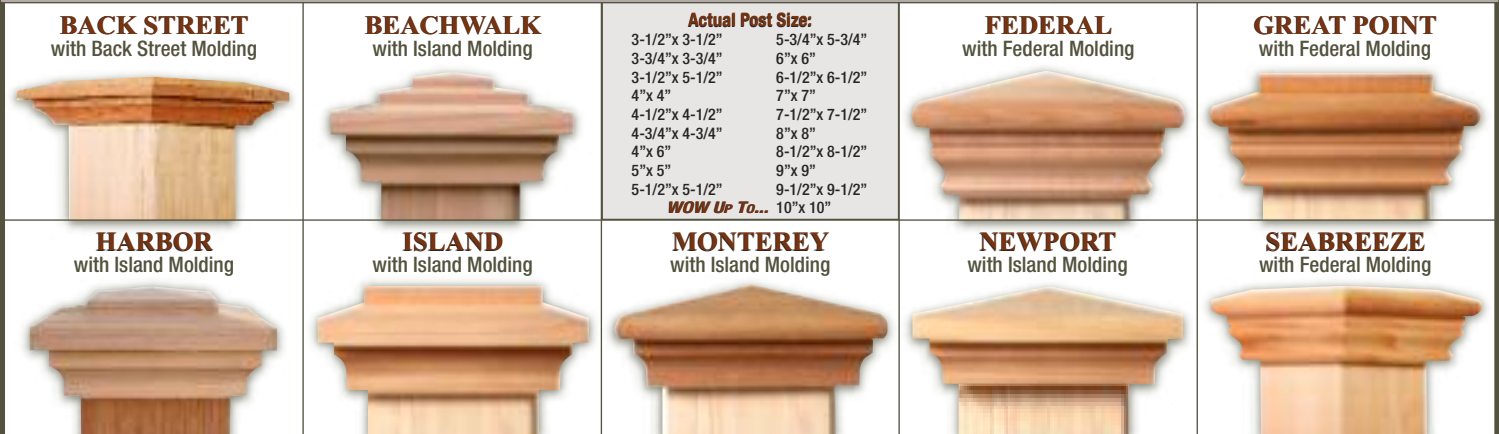 BACK STREET
with Back Street Molding
BEACHWALK
with Island Molding
Actual Post Size:
3-1/2”x 3-1/2” 5-3/4”x 5-3/4”
3-3/4”x 3-3/4” 6”x 6”
3-1/2”x 5-1/2” 6-1/2”x 6-1/2”
4”x 4” 7”x 7”
4-1/2”x 4-1/2” 7-1/2”x 7-1/2”
4-3/4”x 4-3/4” 8”x 8”
4”x 6” 8-1/2”x 8-1/2”
5”x 5” 9”x 9”
5-1/2”x 5-1/2” 9-1/2”x 9-1/2”
WOW UP TO... 10”x 10”
FEDERAL
with Federal Molding
GREAT POINT
with Federal Molding
HARBOR
with Island Molding
ISLAND
with Island Molding
MONTEREY
with Island Molding
NEWPORT
with Island Molding
SEABREEZE
with Federal Molding